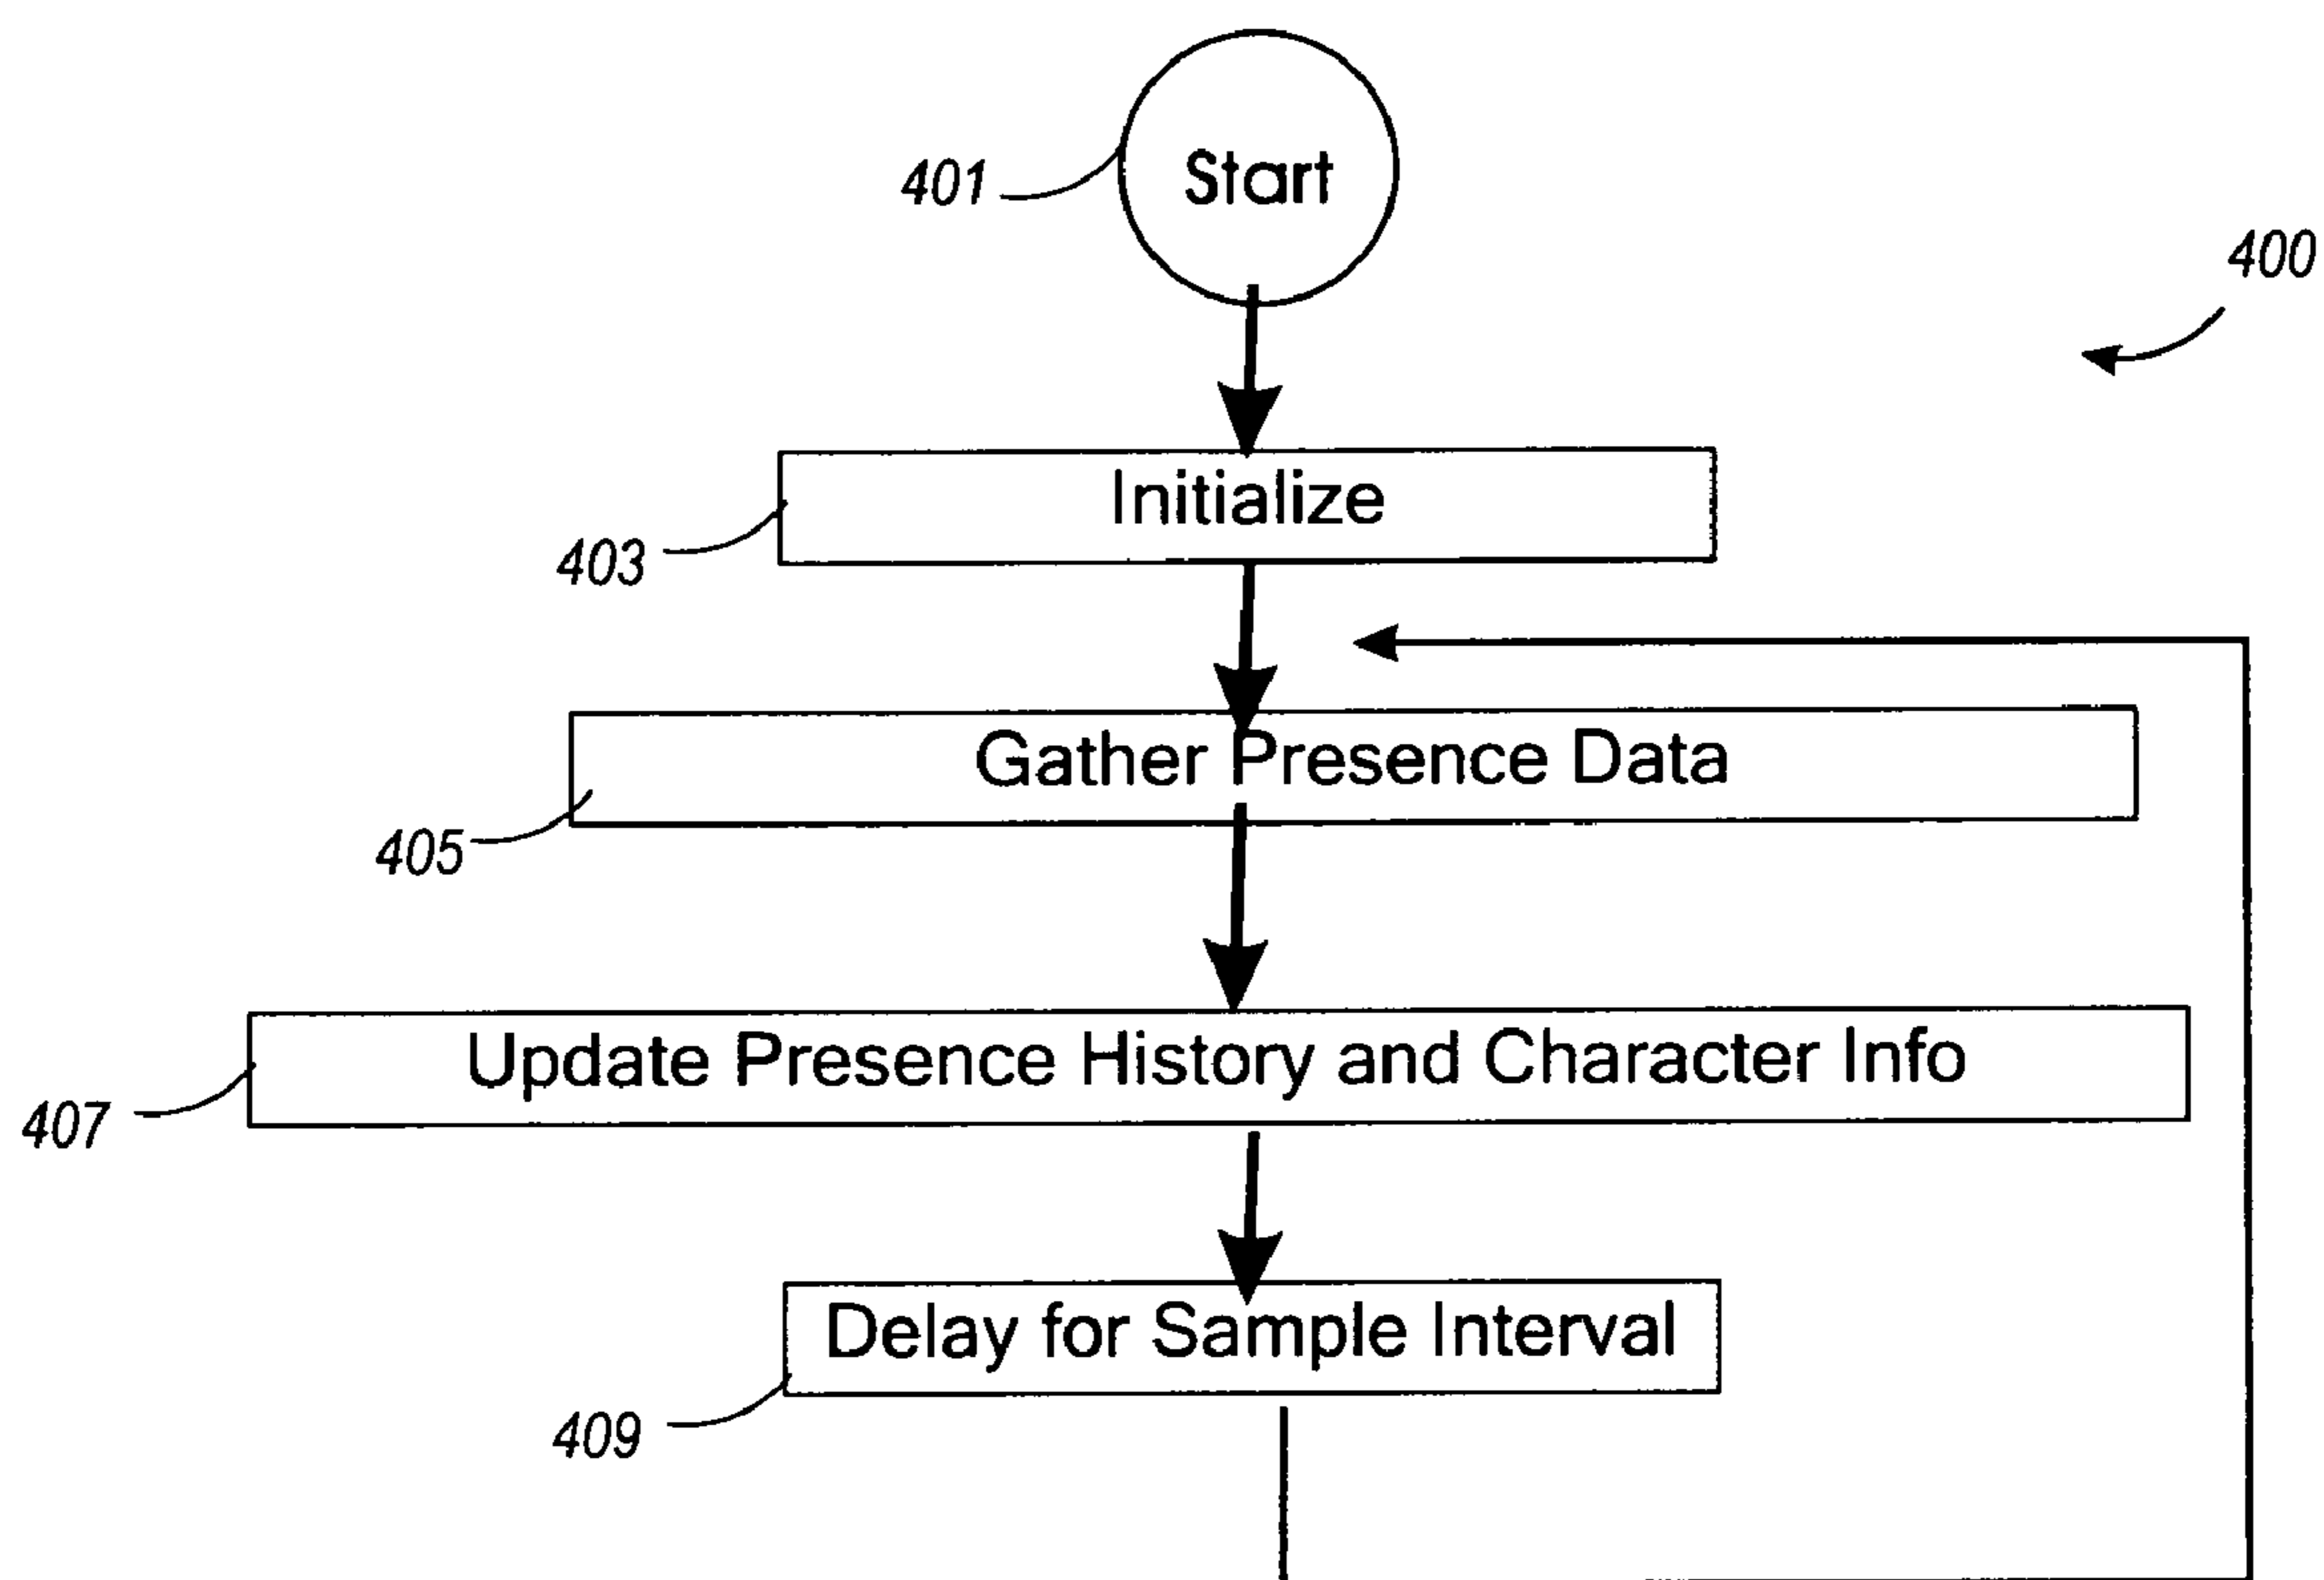 Start
401
400
Initialize
403
Gather Presence Data
405
Update Presence History and Character Info
407
Delay for Sample Interval
409